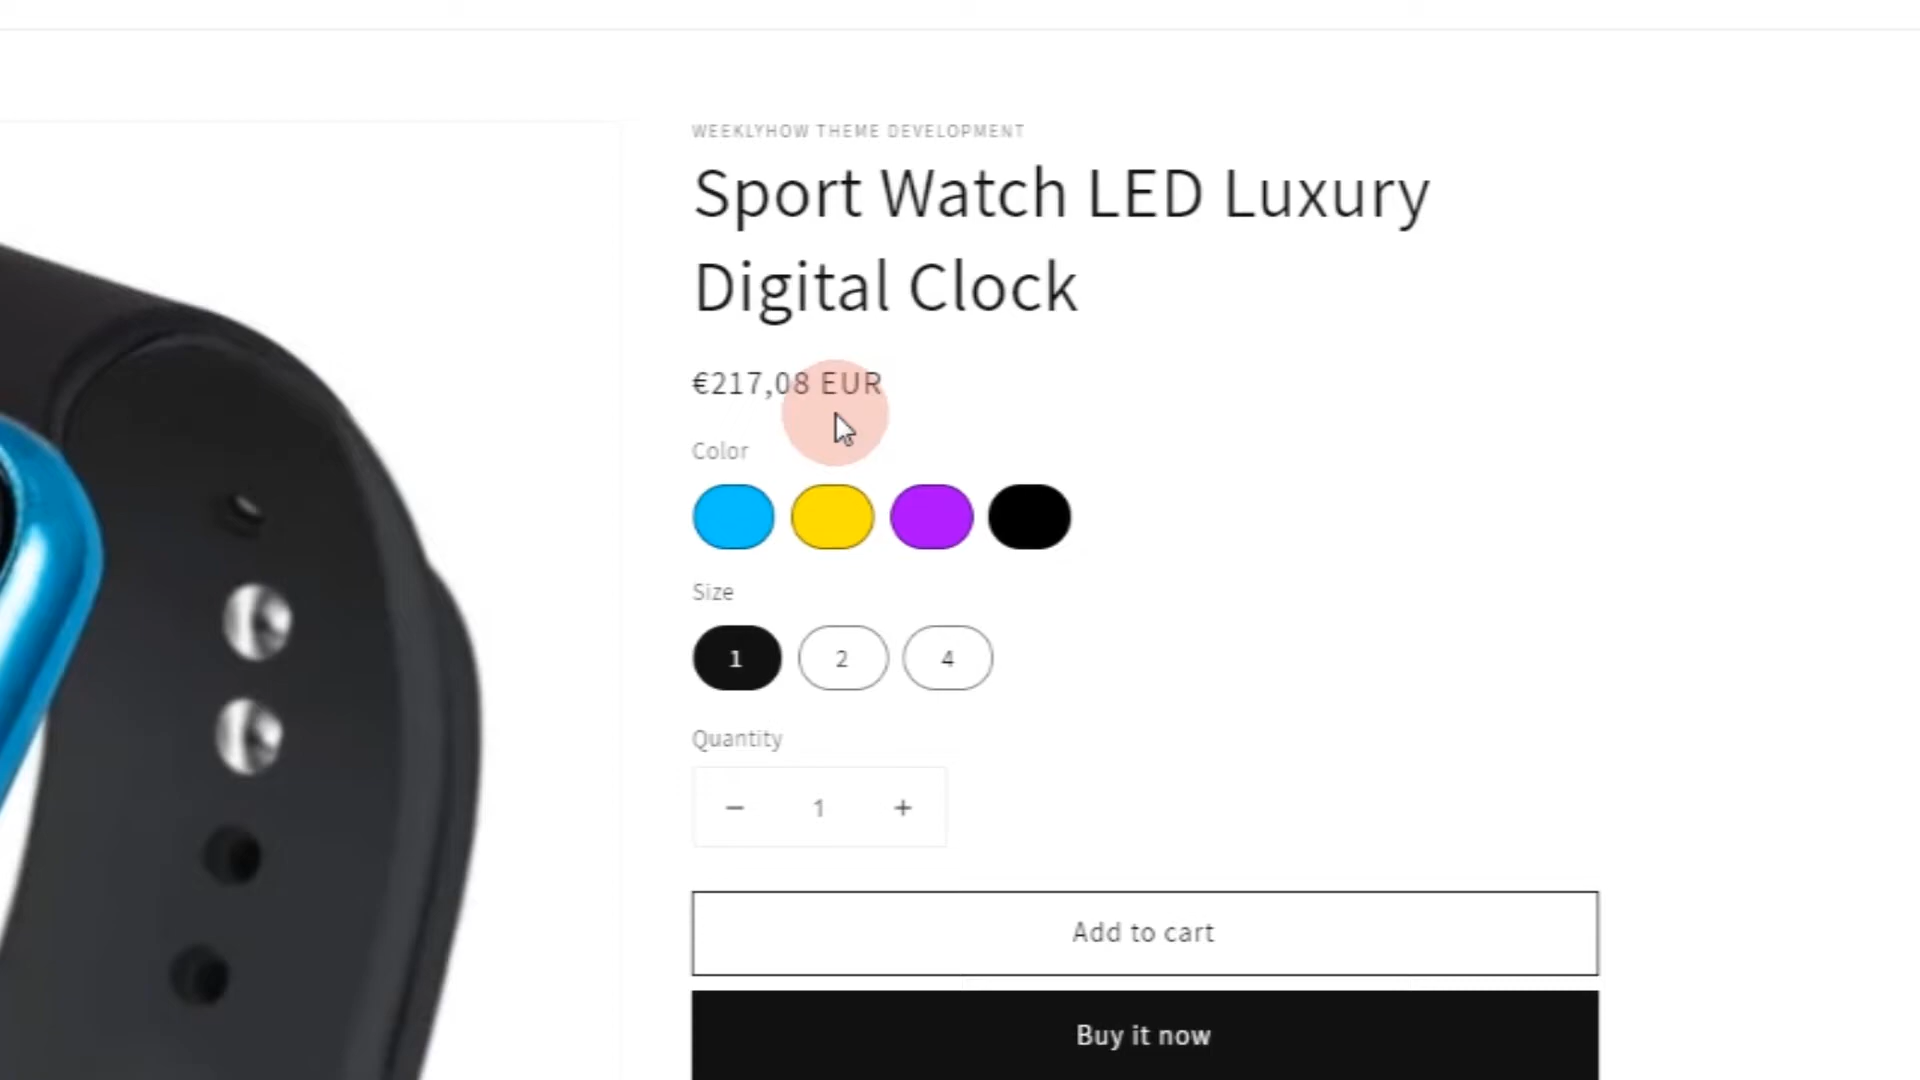 WEEKLYHOW THEME DEVELOPMENT
Sport Watch LED Luxury
Digital Clock
€217,08 EUR
Color
Size
1 2 4
Quantity
− 1 +
Add to cart
Buy it now